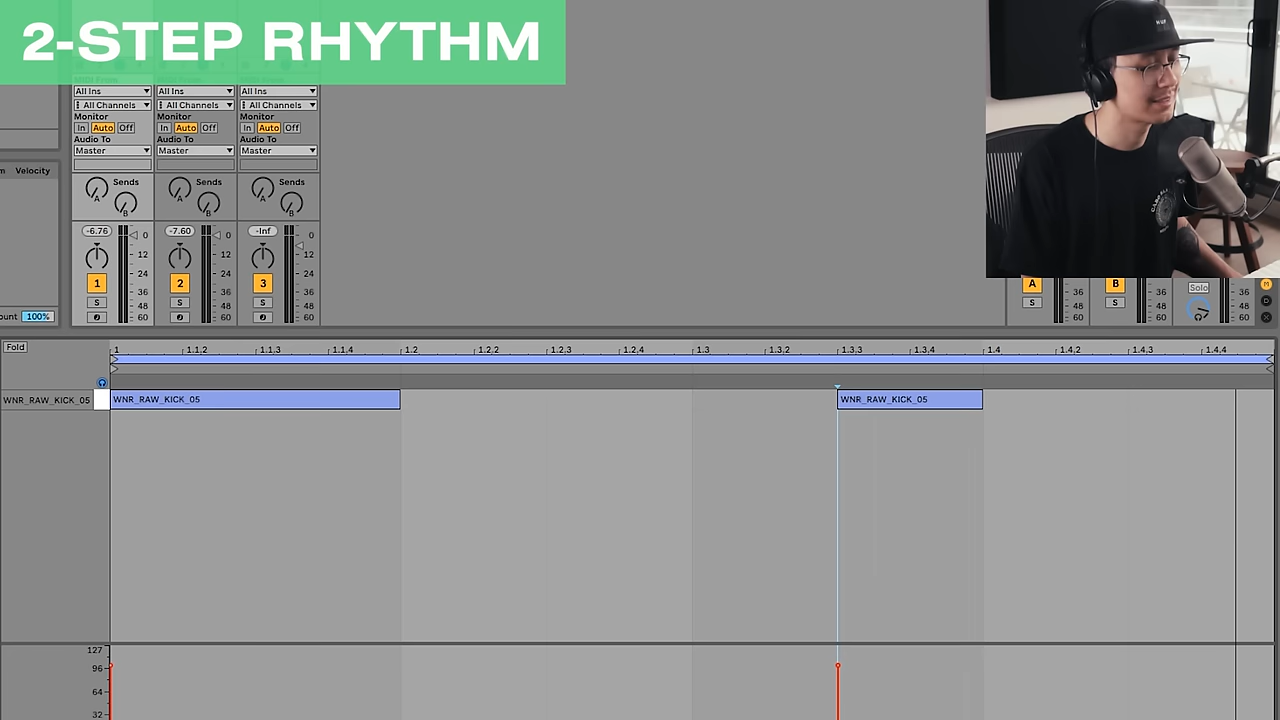 2-STEP RHYTHM
All Ins All Ins All Ins
All Channels All Channels All Channels
Monitor Monitor Monitor
In Auto Off In Auto Off In Auto Off
Audio To Audio To Audio To
Master Master Master
Velocity
Sends Sends Sends
A B A B A B
-6.76 -7.60 -Inf
0 0 0
12 12 12
24 24 24
1 2 3 A B
36 36 36 36 36 36
S S S S S Solo
48 48 48 48 48 48
60 60 60 60 60 60
100%
M
D
X
Fold
1 1.1.2 1.1.3 1.1.4 1.2 1.2.2 1.2.3 1.2.4 1.3 1.3.2 1.3.3 1.3.4 1.4 1.4.2 1.4.3 1.4.4
WNR_RAW_KICK_05 WNR_RAW_KICK_05 WNR_RAW_KICK_05
127
96
64
32